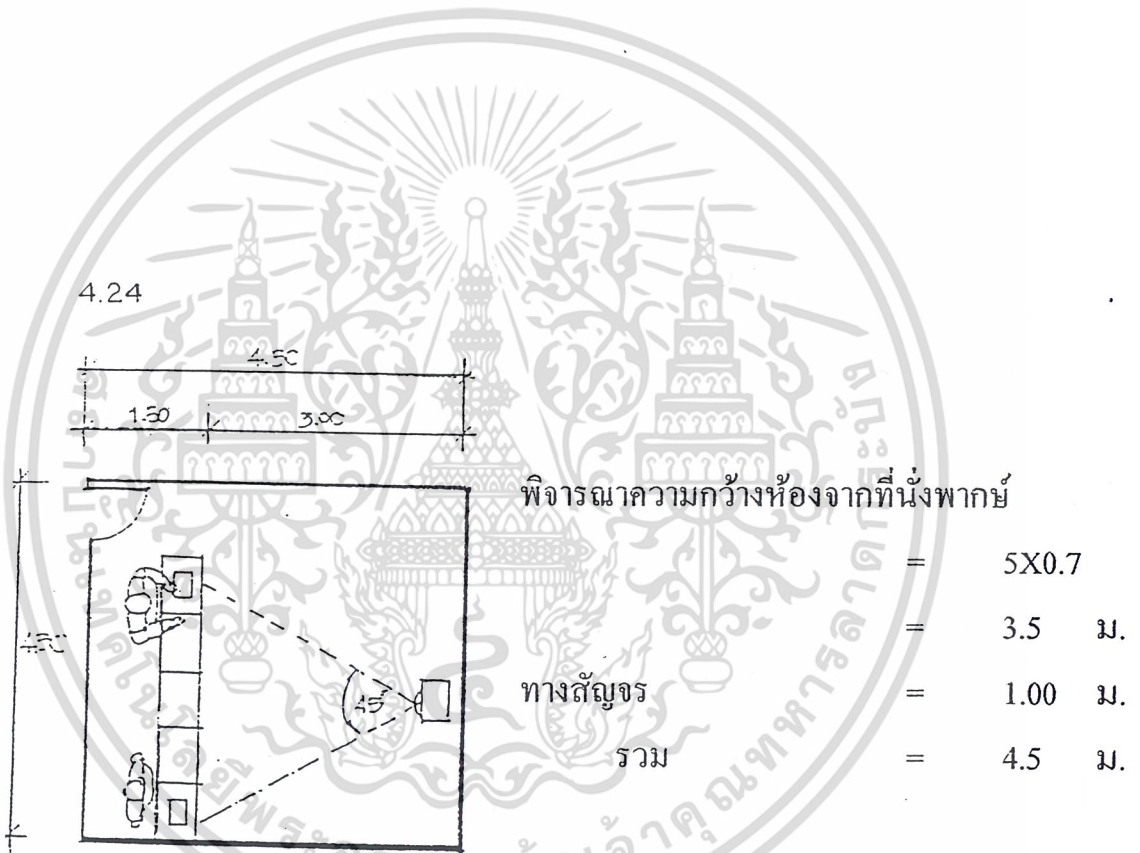 4.24
4.50
1.50 3.00
4.50
45°
พิจารณาความกว้างห้องจากที่นั่งพากษ์
= 5X0.7
= 3.5 ม.
ทางสัญจร = 1.00 ม.
รวม = 4.5 ม.